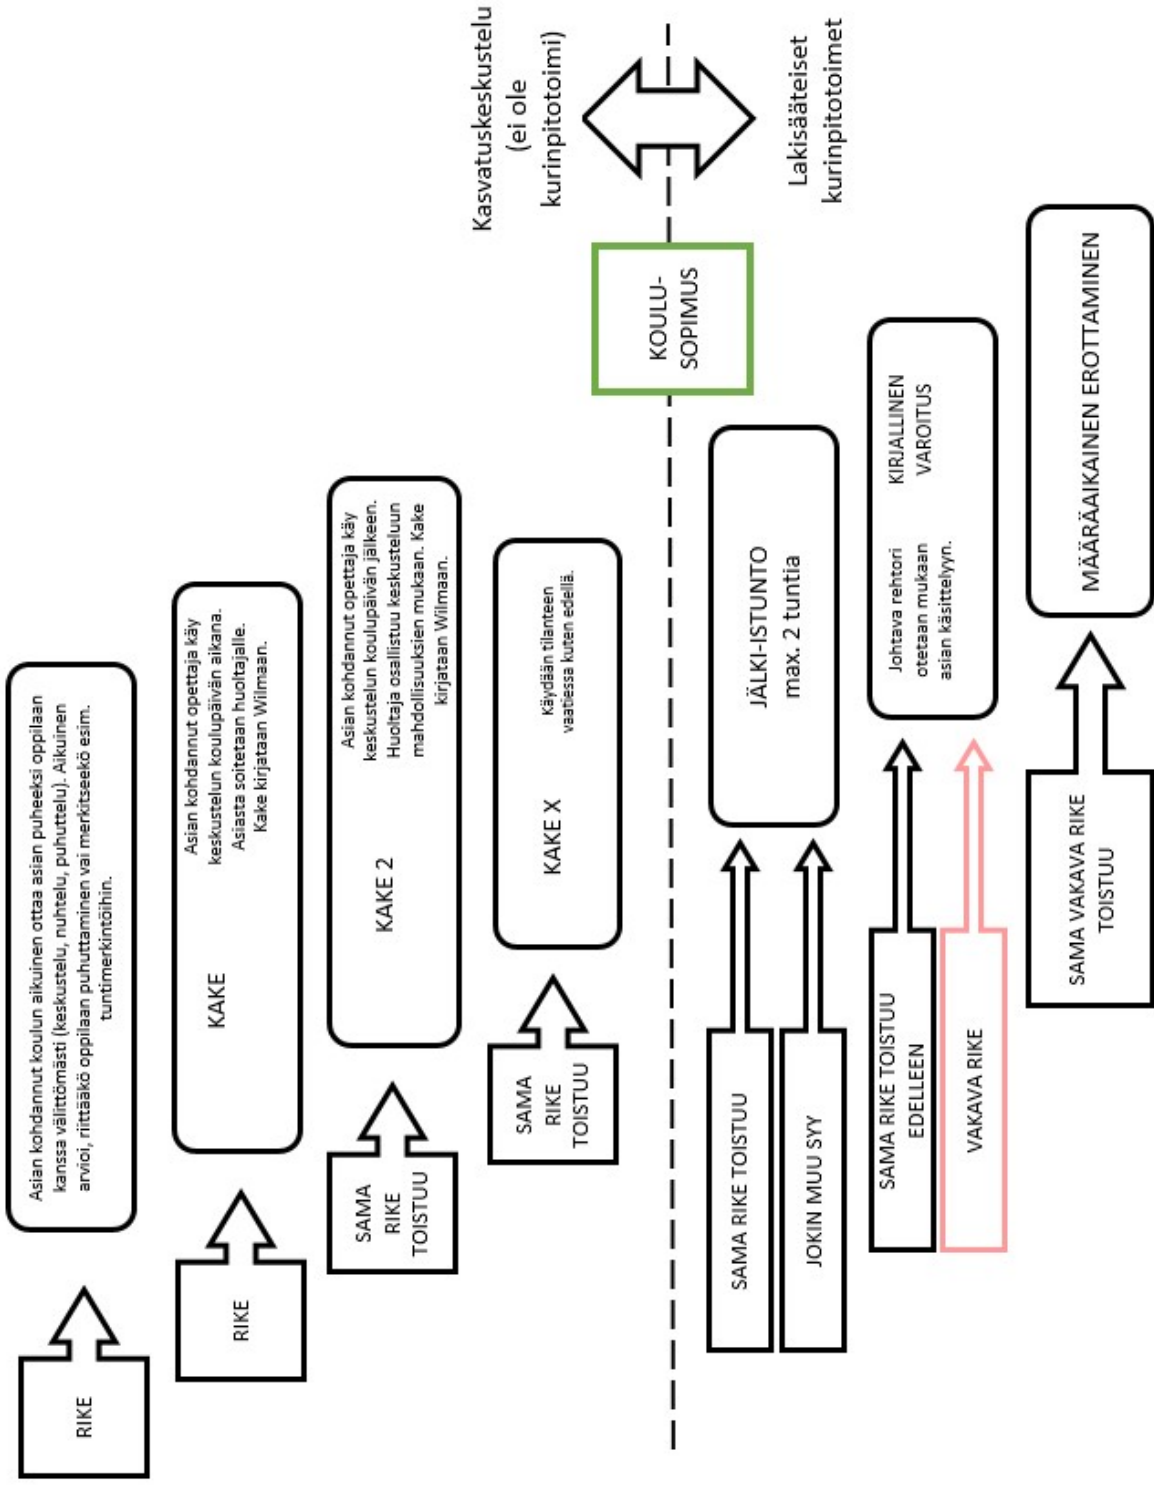 RIKE
Asian kohdannut koulun aikuinen ottaa asian puheeksi oppilaan
kanssa välittömästi (keskustelu, nuhtelu, puhuttelu). Aikuinen
arvioi, riittääkö oppilaan puhuttaminen vai merkitseekö esim.
tuntimerkintöihin.
RIKE
KAKE
Asian kohdannut opettaja käy
keskustelun koulupäivän aikana.
Asiasta soitetaan huoltajalle.
Kake kirjataan Wilmaan.
SAMA
RIKE
TOISTUU
KAKE 2
Asian kohdannut opettaja käy
keskustelun koulupäivän jälkeen.
Huoltaja osallistuu keskusteluun
mahdollisuuksien mukaan. Kake
kirjataan Wilmaan.
SAMA
RIKE
TOISTUU
KAKE X
Käydään tilanteen
vaatiessa kuten edellä.
Kasvatuskeskustelu
(ei ole
kurinpitotoimi)
KOULU-
SOPIMUS
Lakisääteiset
kurinpitotoimet
SAMA RIKE TOISTUU
JOKIN MUU SYY
JÄLKI-ISTUNTO
max. 2 tuntia
SAMA RIKE TOISTUU
EDELLEEN
VAKAVA RIKE
Johtava rehtori
otetaan mukaan
asian käsittelyyn.
KIRJALLINEN
VAROITUS
SAMA VAKAVA RIKE
TOISTUU
MÄÄRÄAIKAINEN EROTTAMINEN